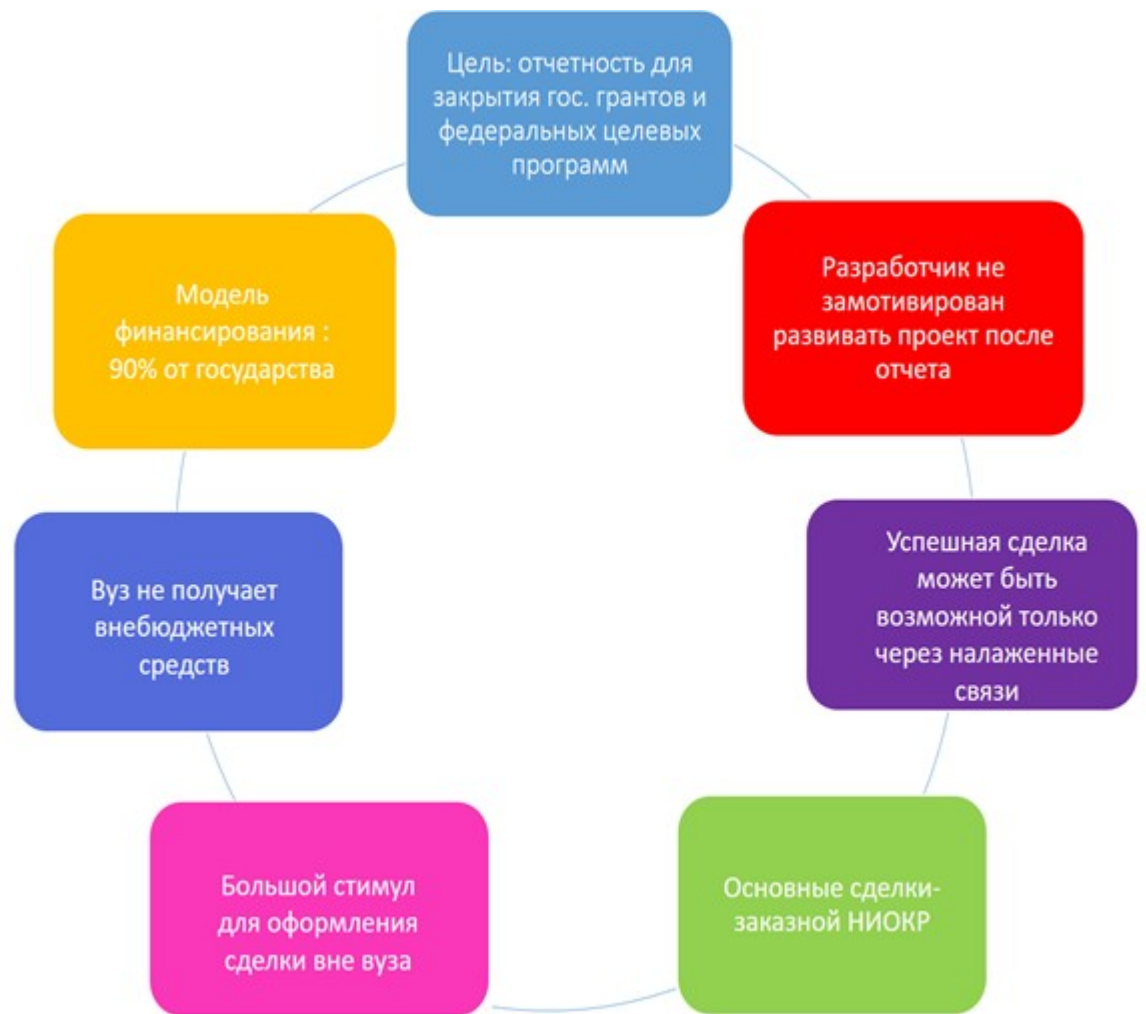 Цель: отчетность для
закрытия гос. грантов и
федеральных целевых
программ
Разработчик не
замотивирован
развивать проект после
отчета
Успешная сделка
может быть
возможной только
через налаженные
связи
Основные сделки-
заказной НИОКР
Большой стимул
для оформления
сделки вне вуза
Вуз не получает
внебюджетных
средств
Модель
финансирования :
90% от государства